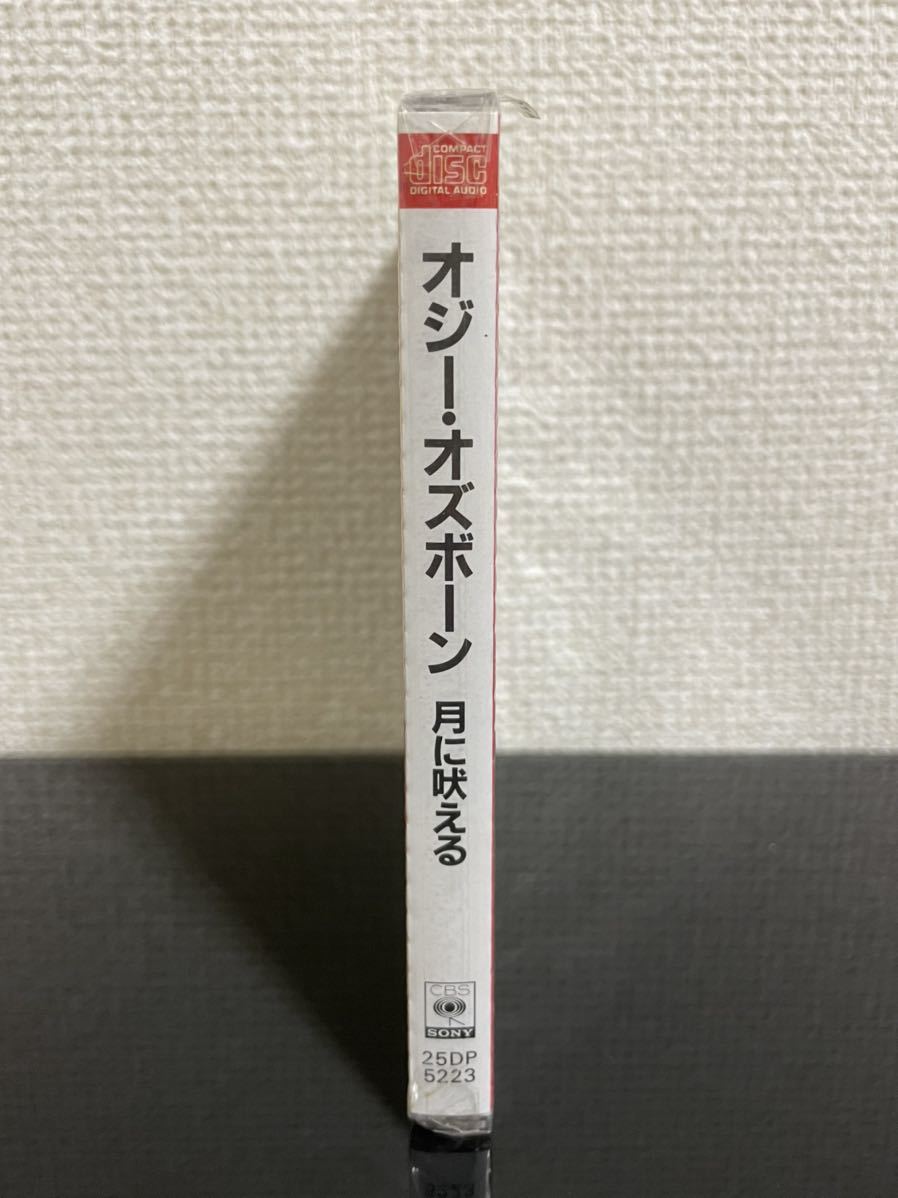 COMPACT
disc
DIGITAL AUDIO
オジー・オズボーン 月に吠える
CBS
SONY
25DP
5223